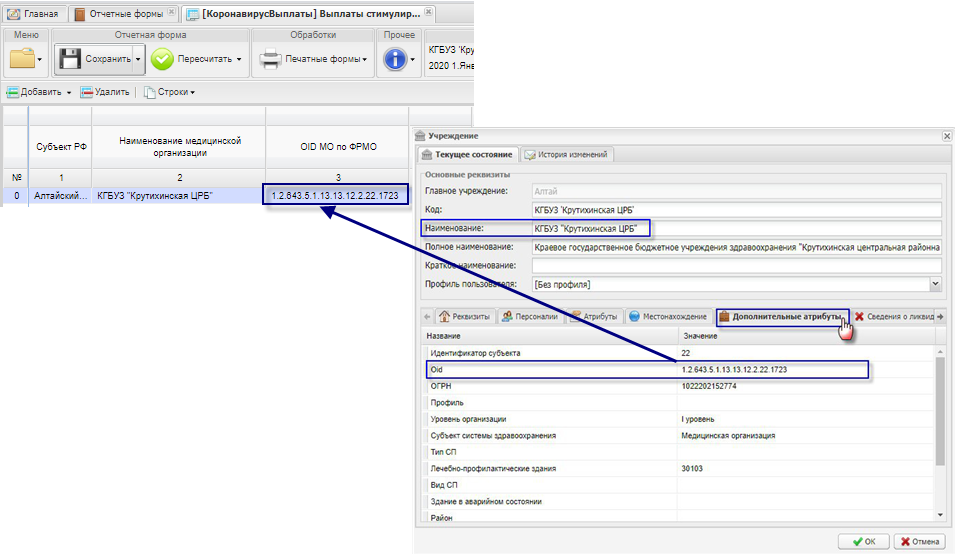 Главная
Отчетные формы
[КоронавирусВыплаты] Выплаты стимулир...
Меню
Отчетная форма
Обработки
Прочее
Сохранить
Пересчитать
Печатные формы
КГБУЗ 'Кру
2020 1.Янв
Добавить
Удалить
Строки
Субъект РФ
Наименование медицинской
организации
OID МО по ФРМО
№
1
2
3
0
Алтайский...
КГБУЗ "Крутихинская ЦРБ"
1.2.643.5.1.13.13.12.2.22.1723
Учреждение
Текущее состояние
История изменений
Основные реквизиты
Главное учреждение:
Алтай
Код:
КГБУЗ 'Крутихинская ЦРБ'
Наименование:
КГБУЗ "Крутихинская ЦРБ"
Полное наименование:
Краевое государственное бюджетное учреждения здравоохранения "Крутихинская центральная районна
Краткое наименование:
Профиль пользователя:
[Без профиля]
Реквизиты
Персоналии
Атрибуты
Местонахождение
Дополнительные атрибуты
Сведения о ликвид
Название
Значение
Идентификатор субъекта
22
Oid
1.2.643.5.1.13.13.12.2.22.1723
ОГРН
1022202152774
Профиль
Уровень организации
I уровень
Субъект системы здравоохранения
Медицинская организация
Тип СП
Лечебно-профилактические здания
30103
Вид СП
Здание в аварийном состоянии
Район
OK
Отмена